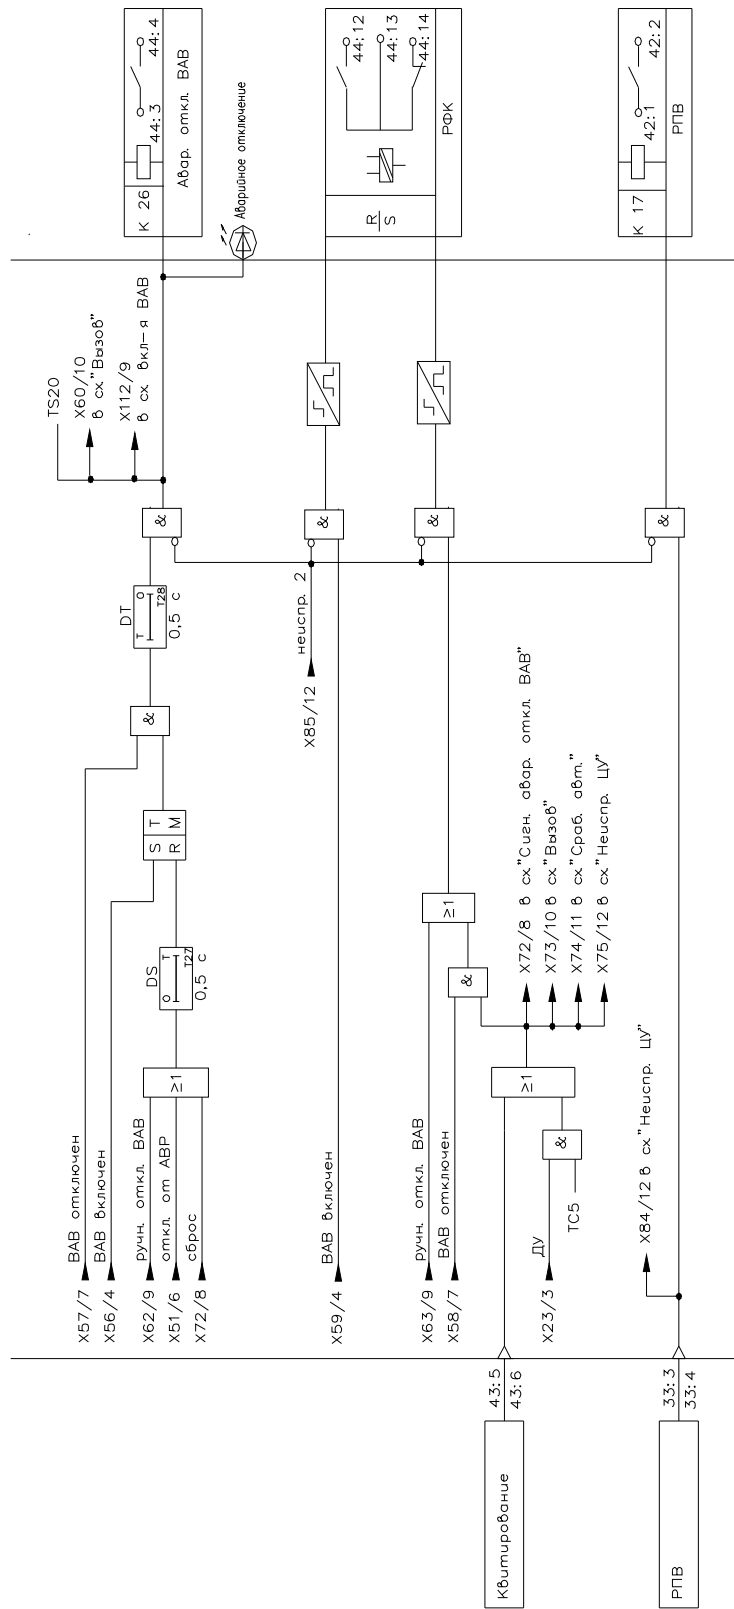 ВАВ отключен
X57/7
ВАВ включен
X56/4
ручн. откл. ВАВ
X62/9
откл. от АВР
X51/6
сброс
X72/8
≥1
DS
О Т
T27
0,5 с
S T
R M
&
DT
Т О
T28
0,5 с
&
TS20
X60/10
в сх."Вызов"
X112/9
в сх. вкл-я ВАВ
К 26
44:3
44:4
Авар. откл. ВАВ
Аварийное отключение
ВАВ включен
X59/4
неиспр. 2
X85/12
&
R
S
44:12
44:13
44:14
РФК
ручн. откл. ВАВ
X63/9
ВАВ отключен
X58/7
&
≥1
&
Квитирование
43:5
43:6
ДУ
X23/3
ТС5
&
≥1
X72/8 в сх."Сигн. авар. откл. ВАВ"
X73/10 в сх."Вызов"
X74/11 в сх."Сраб. авт."
X75/12 в сх."Неиспр. ЦУ"
РПВ
33:3
33:4
X84/12 в сх."Неиспр. ЦУ"
&
К 17
42:1
42:2
РПВ